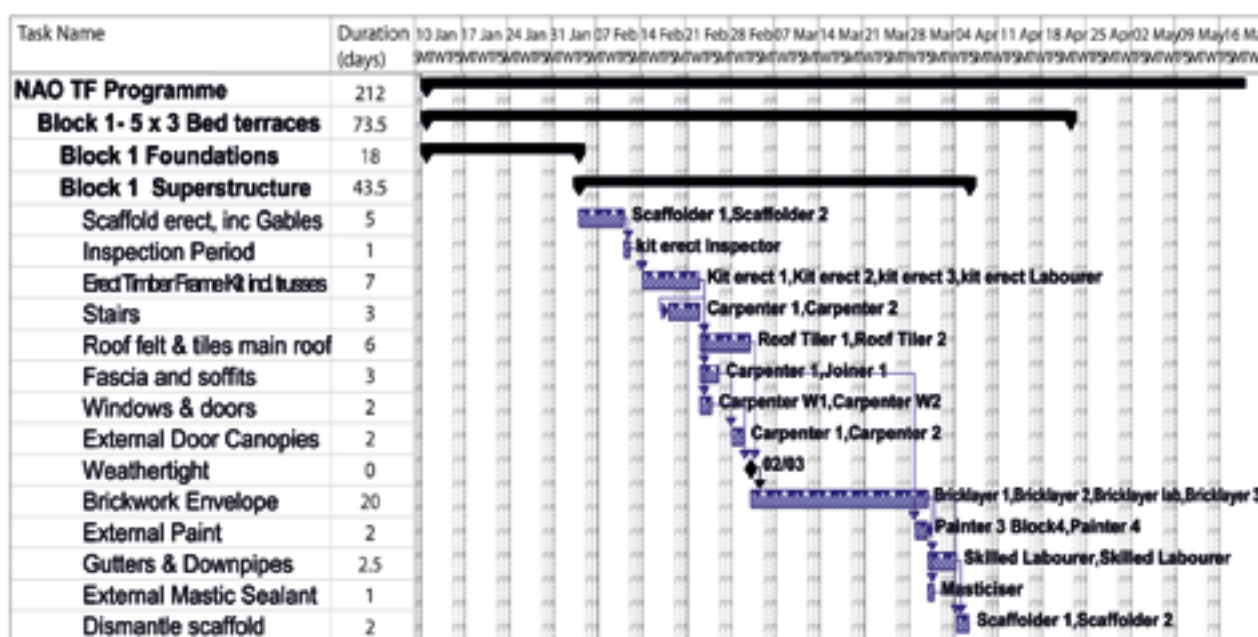 Task Name Duration (days) 10 Jan 17 Jan 24 Jan 31 Jan 07 Feb 14 Feb 21 Feb 28 Feb 07 Mar 14 Mar 21 Mar 28 Mar 04 Apr 11 Apr 18 Apr 25 Apr 02 May 09 May 16 Ma
NAO TF Programme 212
Block 1- 5 x 3 Bed terraces 73.5
Block 1 Foundations 18
Block 1 Superstructure 43.5
Scaffold erect, inc Gables 5 Scaffolder 1,Scaffolder 2
Inspection Period 1 kit erect Inspector
Erect Timber Frame Kit incl. trusses 7 Kit erect 1,Kit erect 2,kit erect 3,kit erect Labourer
Stairs 3 Carpenter 1,Carpenter 2
Roof felt & tiles main roof 6 Roof Tiler 1,Roof Tiler 2
Fascia and soffits 3 Carpenter 1,Joiner 1
Windows & doors 2 Carpenter W1,Carpenter W2
External Door Canopies 2 Carpenter 1,Carpenter 2
Weathertight 0 02/03
Brickwork Envelope 20 Bricklayer 1,Bricklayer 2,Bricklayer lab,Bricklayer 3
External Paint 2 Painter 3 Block4,Painter 4
Gutters & Downpipes 2.5 Skilled Labourer,Skilled Labourer
External Mastic Sealant 1 Masticiser
Dismantle scaffold 2 Scaffolder 1,Scaffolder 2